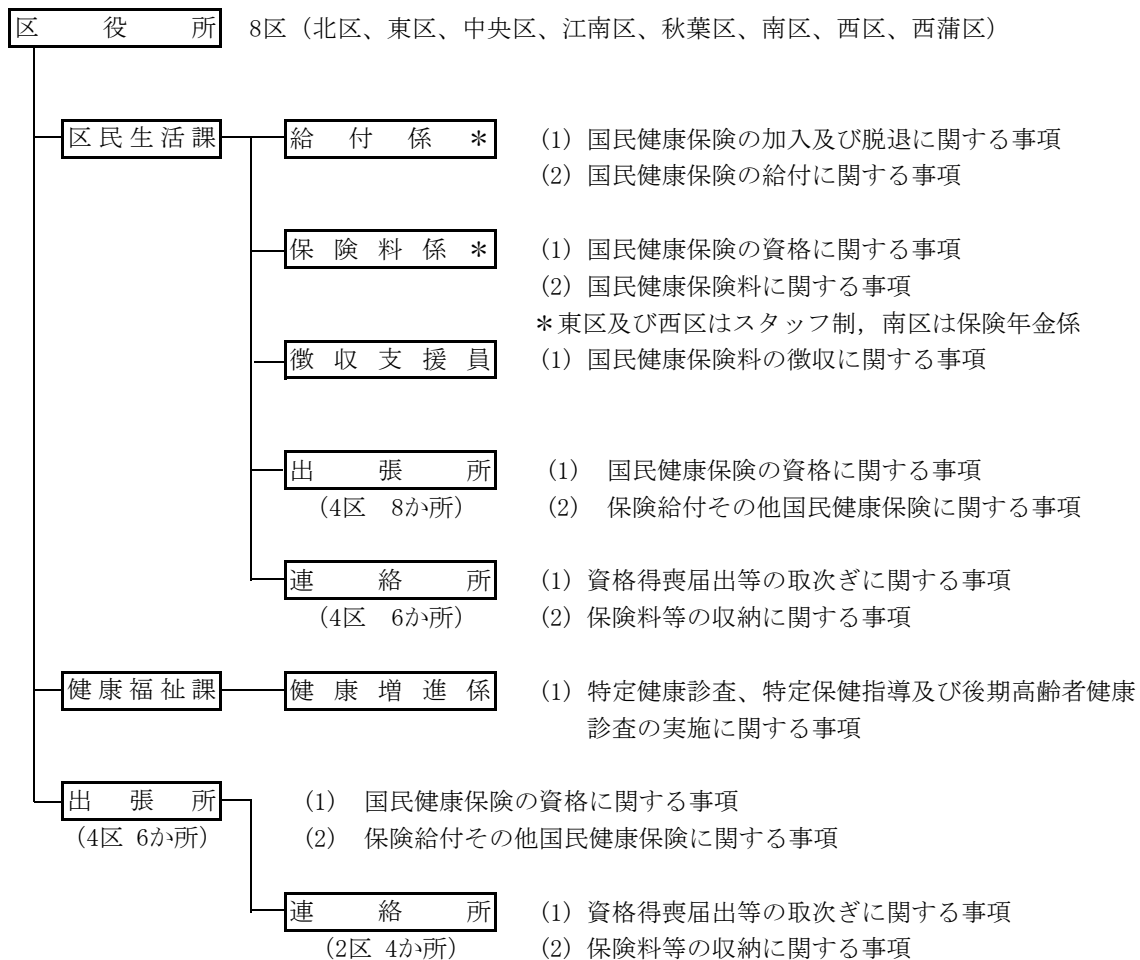 区役所 8区（北区、東区、中央区、江南区、秋葉区、南区、西区、西蒲区）
区民生活課 給付係＊ (1) 国民健康保険の加入及び脱退に関する事項
(2) 国民健康保険の給付に関する事項
保険料係＊ (1) 国民健康保険の資格に関する事項
(2) 国民健康保険料に関する事項
＊東区及び西区はスタッフ制，南区は保険年金係
徴収支援員 (1) 国民健康保険料の徴収に関する事項
出張所 (1) 国民健康保険の資格に関する事項
（4区 8か所） (2) 保険給付その他国民健康保険に関する事項
連絡所 (1) 資格得喪届出等の取次ぎに関する事項
（4区 6か所） (2) 保険料等の収納に関する事項
健康福祉課 健康増進係 (1) 特定健康診査、特定保健指導及び後期高齢者健康
診査の実施に関する事項
出張所 (1) 国民健康保険の資格に関する事項
（4区 6か所） (2) 保険給付その他国民健康保険に関する事項
連絡所 (1) 資格得喪届出等の取次ぎに関する事項
（2区 4か所） (2) 保険料等の収納に関する事項